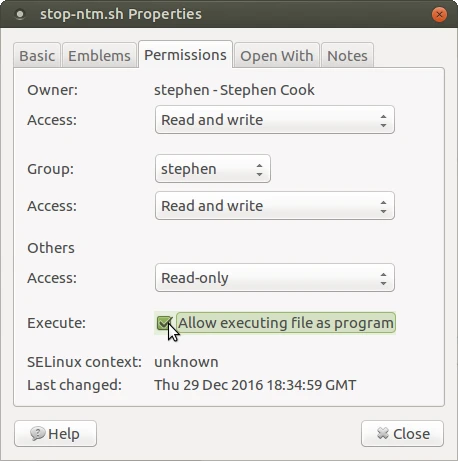 stop-ntm.sh Properties
Basic Emblems Permissions Open With Notes
Owner: stephen - Stephen Cook
Access: Read and write
Group: stephen
Access: Read and write
Others
Access: Read-only
Execute: Allow executing file as program
SELinux context: unknown
Last changed: Thu 29 Dec 2016 18:34:59 GMT
Help Close